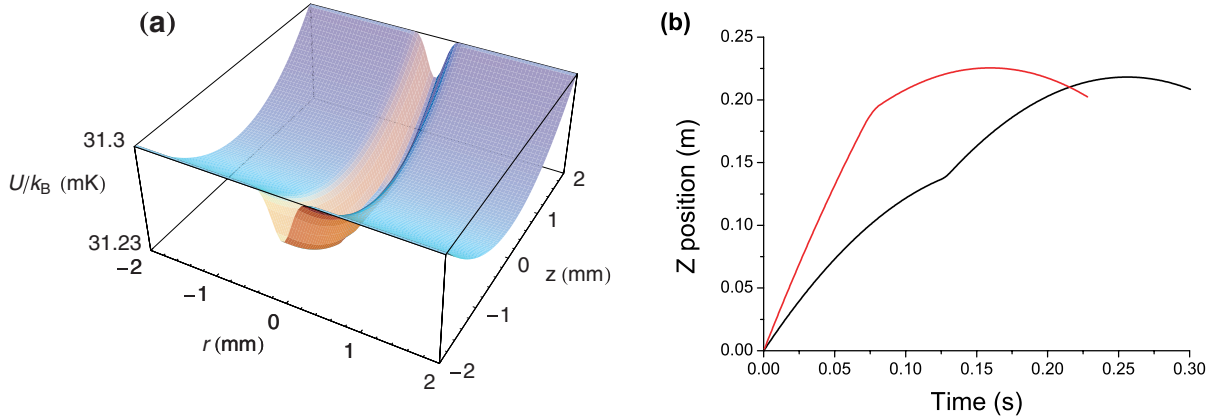 (a)
31.3
U/kB (mK)
31.23
−2
−1
0
1
2
r (mm)
−2
−1
0
1
2
z (mm)
(b)
0.25
0.20
0.15
0.10
0.05
0.00
Z position (m)
0.00 0.05 0.10 0.15 0.20 0.25 0.30
Time (s)